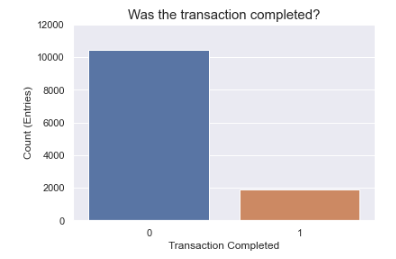 Was the transaction completed?
12000
10000
8000
6000
4000
2000
0
Count (Entries)
0 1
Transaction Completed